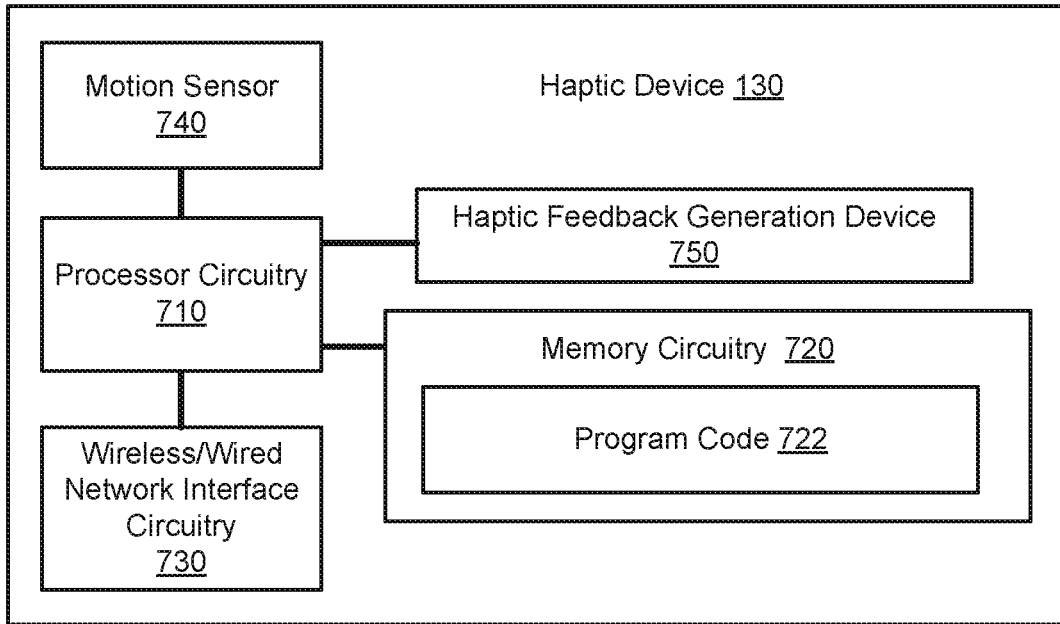 Motion Sensor
740
Haptic Device 130
Haptic Feedback Generation Device
750
Processor Circuitry
710
Memory Circuitry 720
Program Code 722
Wireless/Wired
Network Interface
Circuitry
730